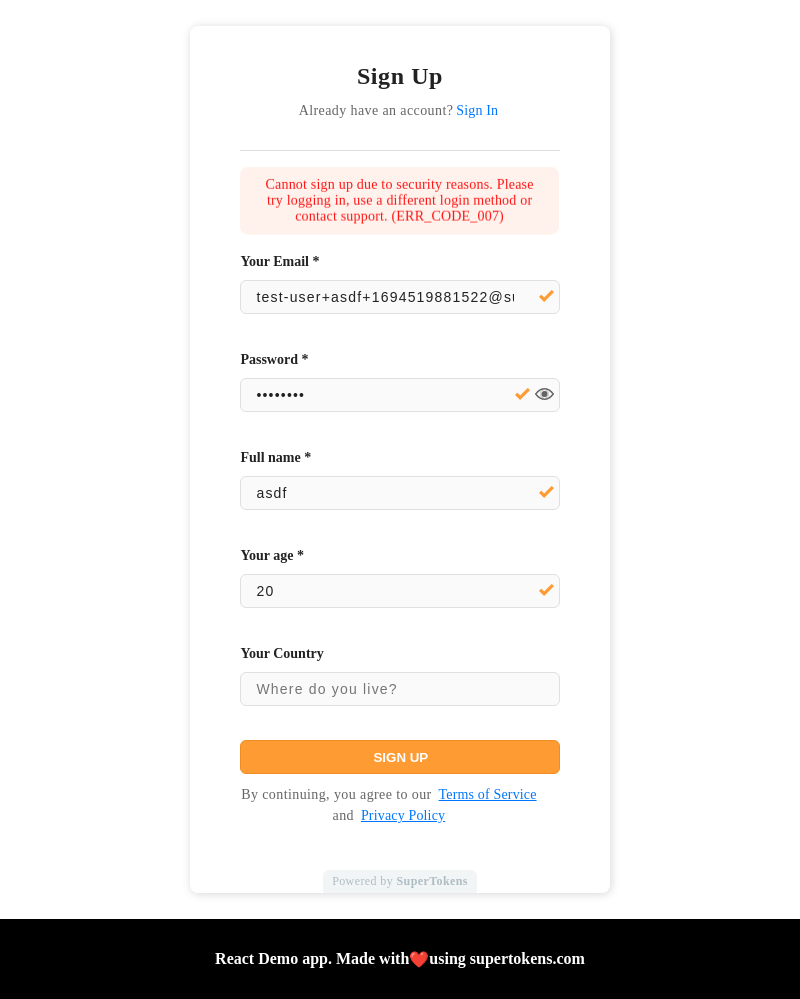 Sign Up
Already have an account? Sign In
Cannot sign up due to security reasons. Please
try logging in, use a different login method or
contact support. (ERR_CODE_007)
Your Email *
test-user+asdf+1694519881522@su
Password *
••••••••
Full name *
asdf
Your age *
20
Your Country
Where do you live?
SIGN UP
By continuing, you agree to our Terms of Service
and Privacy Policy
Powered by SuperTokens
React Demo app. Made with❤️using supertokens.com